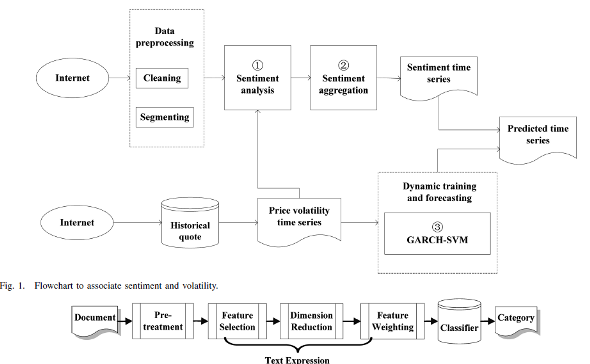 Data
preprocessing
Internet
Cleaning
Segmenting
①
Sentiment
analysis
②
Sentiment
aggregation
Sentiment time
series
Predicted time
series
Internet
Historical
quote
Price volatility
time series
Dynamic training
and forecasting
③
GARCH-SVM
Fig. 1. Flowchart to associate sentiment and volatility.
Document
Pre-
treatment
Feature
Selection
Dimension
Reduction
Feature
Weighting
Classifier
Category
Text Expression